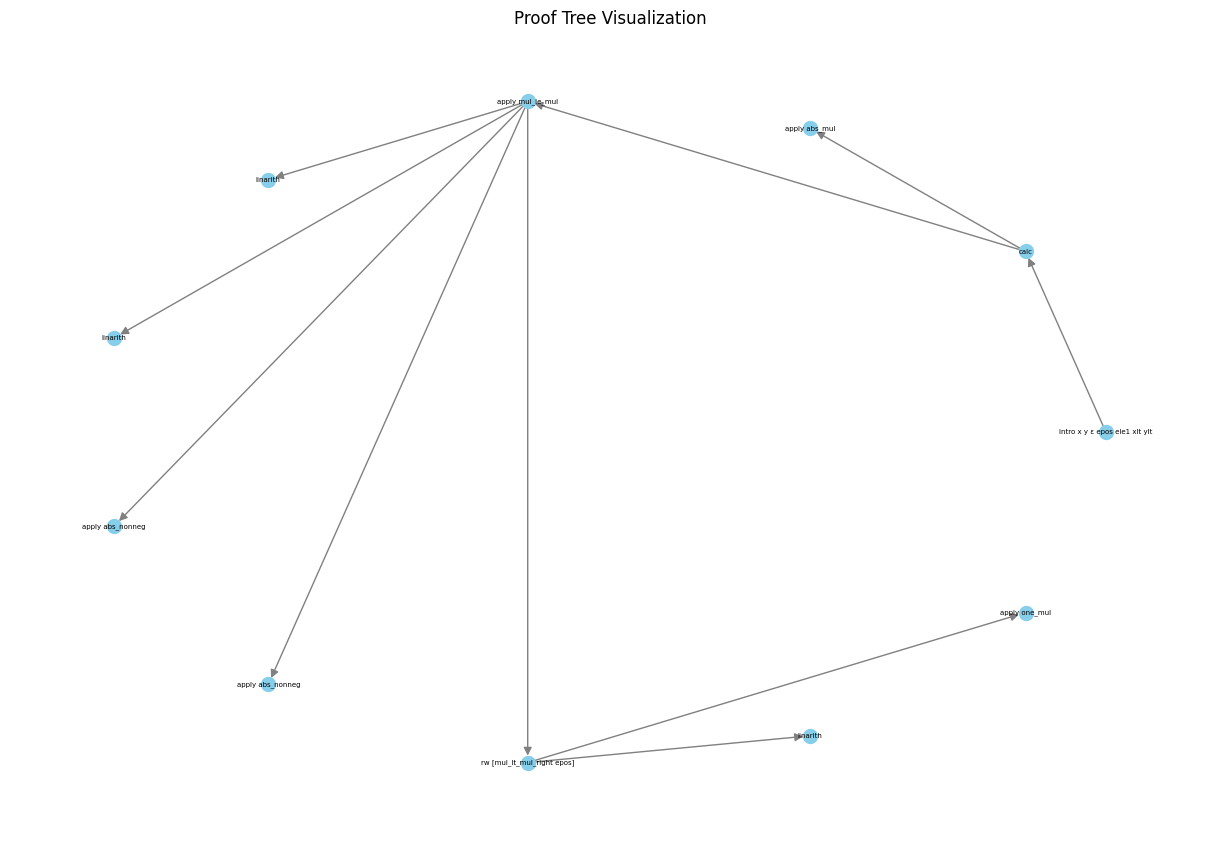 Proof Tree Visualization
apply mul_le_mul
apply abs_mul
linarith
calc
linarith
intro x y ε epos ele1 xlt ylt
apply abs_nonneg
apply one_mul
apply abs_nonneg
linarith
rw [mul_lt_mul_right epos]